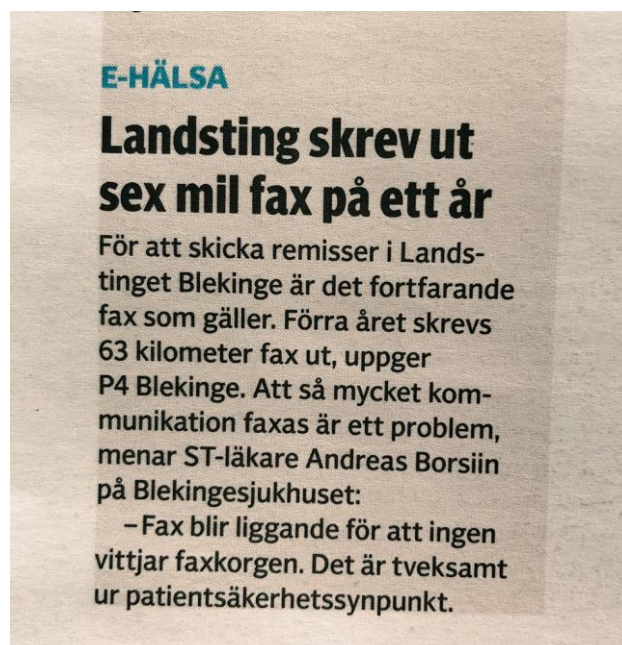 E-HÄLSA
Landsting skrev ut
sex mil fax på ett år
För att skicka remisser i Lands-
tinget Blekinge är det fortfarande
fax som gäller. Förra året skrevs
63 kilometer fax ut, uppger
P4 Blekinge. Att så mycket kom-
munikation faxas är ett problem,
menar ST-läkare Andreas Borsiin
på Blekingesjukhuset:
–Fax blir liggande för att ingen
vittjar faxkorgen. Det är tveksamt
ur patientsäkerhetssynpunkt.